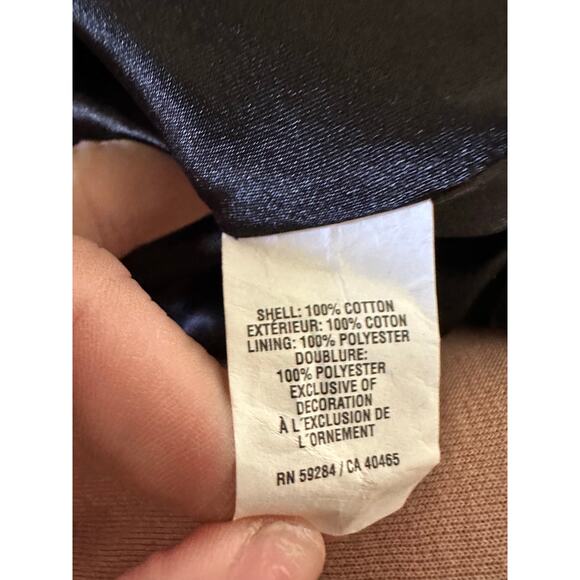 SHELL: 100% COTTON
EXTÉRIEUR: 100% COTON
LINING: 100% POLYESTER
DOUBLURE:
100% POLYESTER
EXCLUSIVE OF
DECORATION
À L'EXCLUSION DE
L'ORNEMENT
RN 59284 / CA 40465